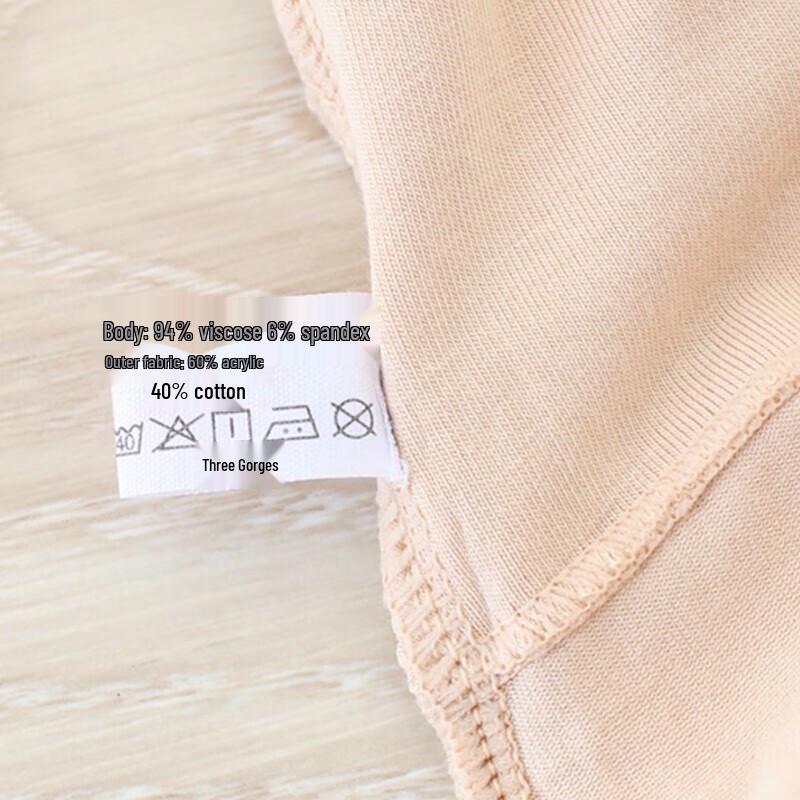 Body: 94% viscose 6% spandex
Outer fabric: 60% acrylic
40% cotton
40
Three Gorges